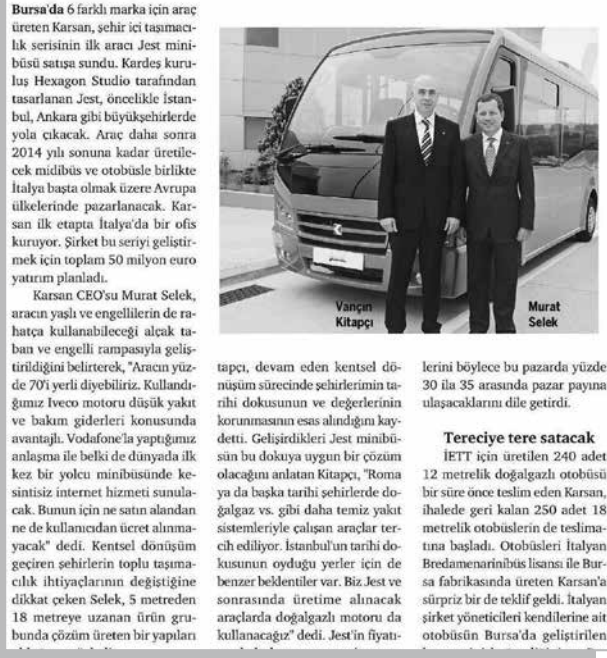 Bursa'da 6 farklı marka için araç
üreten Karsan, şehir içi taşımacı-
lık serisinin ilk aracı Jest mini-
büsü satışa sundu. Kardeş kuru-
luş Hexagon Studio tarafından
tasarlanan Jest, öncelikle İstan-
bul, Ankara gibi büyükşehirlerde
yola çıkacak. Araç daha sonra
2014 yılı sonuna kadar üretile-
cek midibüs ve otobüsle birlikte
İtalya başta olmak üzere Avrupa
ülkelerinde pazarlanacak. Kar-
san ilk etapta İtalya'da bir ofis
kuruyor. Şirket bu seriyi geliştir-
mek için toplam 50 milyon euro
yatırım planladı.
Karsan CEO'su Murat Selek,
aracın yaşlı ve engellilerin de ra-
hatça kullanabileceği alçak ta-
ban ve engelli rampasıyla geliş-
tirildiğini belirterek, "Aracın yüz-
de 70'i yerli diyebiliriz. Kullandı-
ğımız Iveco motoru düşük yakıt
ve bakım giderleri konusunda
avantajlı. Vodafone'la yaptığımız
anlaşma ile belki de dünyada ilk
kez bir yolcu minibüsünde ke-
sintisiz internet hizmeti sunula-
cak. Bunun için ne satın alandan
ne de kullanıcıdan ücret alınma-
yacak" dedi. Kentsel dönüşüm
geçiren şehirlerin toplu taşıma-
cılık ihtiyaçlarının değiştiğine
dikkat çeken Selek, 5 metreden
18 metreye uzanan ürün gru-
bunda çözüm üreten bir yapıları
Vançın
Kitapçı
Murat
Selek
tapçı, devam eden kentsel dö-
nüşüm sürecinde şehirlerimin ta-
rihi dokusunun ve değerlerinin
korunmasının esas alındığını kay-
detti. Geliştirdikleri Jest minibü-
sün bu dokuya uygun bir çözüm
olacağını anlatan Kitapçı, "Roma
ya da başka tarihi şehirlerde do-
ğalgaz vs. gibi daha temiz yakıt
sistemleriyle çalışan araçlar ter-
cih ediliyor. İstanbul'un tarihi do-
kusunun oyduğu yerler için de
benzer beklentiler var. Biz Jest ve
sonrasında üretime alınacak
araçlarda doğalgazlı motoru da
kullanacağız" dedi. Jest'in fiyatı-
lerini böylece bu pazarda yüzde
30 ila 35 arasında pazar payına
ulaşacaklarını dile getirdi.
Tereciye tere satacak
İETT için üretilen 240 adet
12 metrelik doğalgazlı otobüsü
bir süre önce teslim eden Karsan,
ihalede geri kalan 250 adet 18
metrelik otobüslerin de teslima-
tına başladı. Otobüsleri İtalyan
Bredamenarinibüs lisansı ile Bur-
sa fabrikasında üreten Karsan'a
sürpriz bir de teklif geldi. İtalyan
şirket yöneticileri kendilerine ait
otobüsün Bursa'da geliştirilen